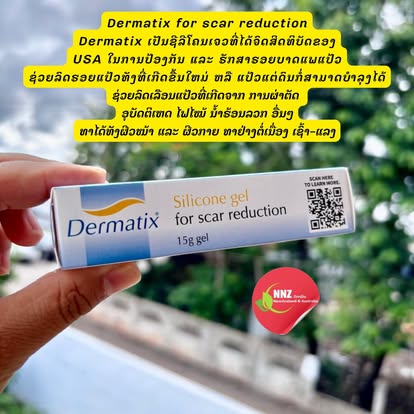 Dermatix for scar reduction
Dermatix ເປັນຊິລິໂຄນເຈວທີ່ໄດ້ຈົດສິດທິບັດຂອງ
USA ໃນການປ້ອງກັນ ແລະ ຮັກສາຮອຍບາດແພແປ້ວ
ຊ່ວຍລົດຮອຍແປ້ວທັງທີ່ເກີດຂຶ້ນໃຫມ່ ຫລື ແປ້ວແຕ່ດົນກໍ່ສາມາດບຳລຸງໄດ້
ຊ່ວຍລົດເລືອນແປ້ວທີ່ເກີດຈາກ ການຜ່າຕັດ
ອຸບັດຕິເຫດ ໄຟໄໝ້ ນ້ຳຮ້ອນລວກ ອື່ນໆ
ທາໄດ້ທັງຜິວໜ້າ ແລະ ຜິວກາຍ ທາຢ່າງຕໍ່ເນື່ອງ ເຊົ້າ-ແລງ
SCAN HERE
TO LEARN MORE:
Dermatix®
Silicone gel
for scar reduction
15g gel
NNZ
Newzealand & Australia